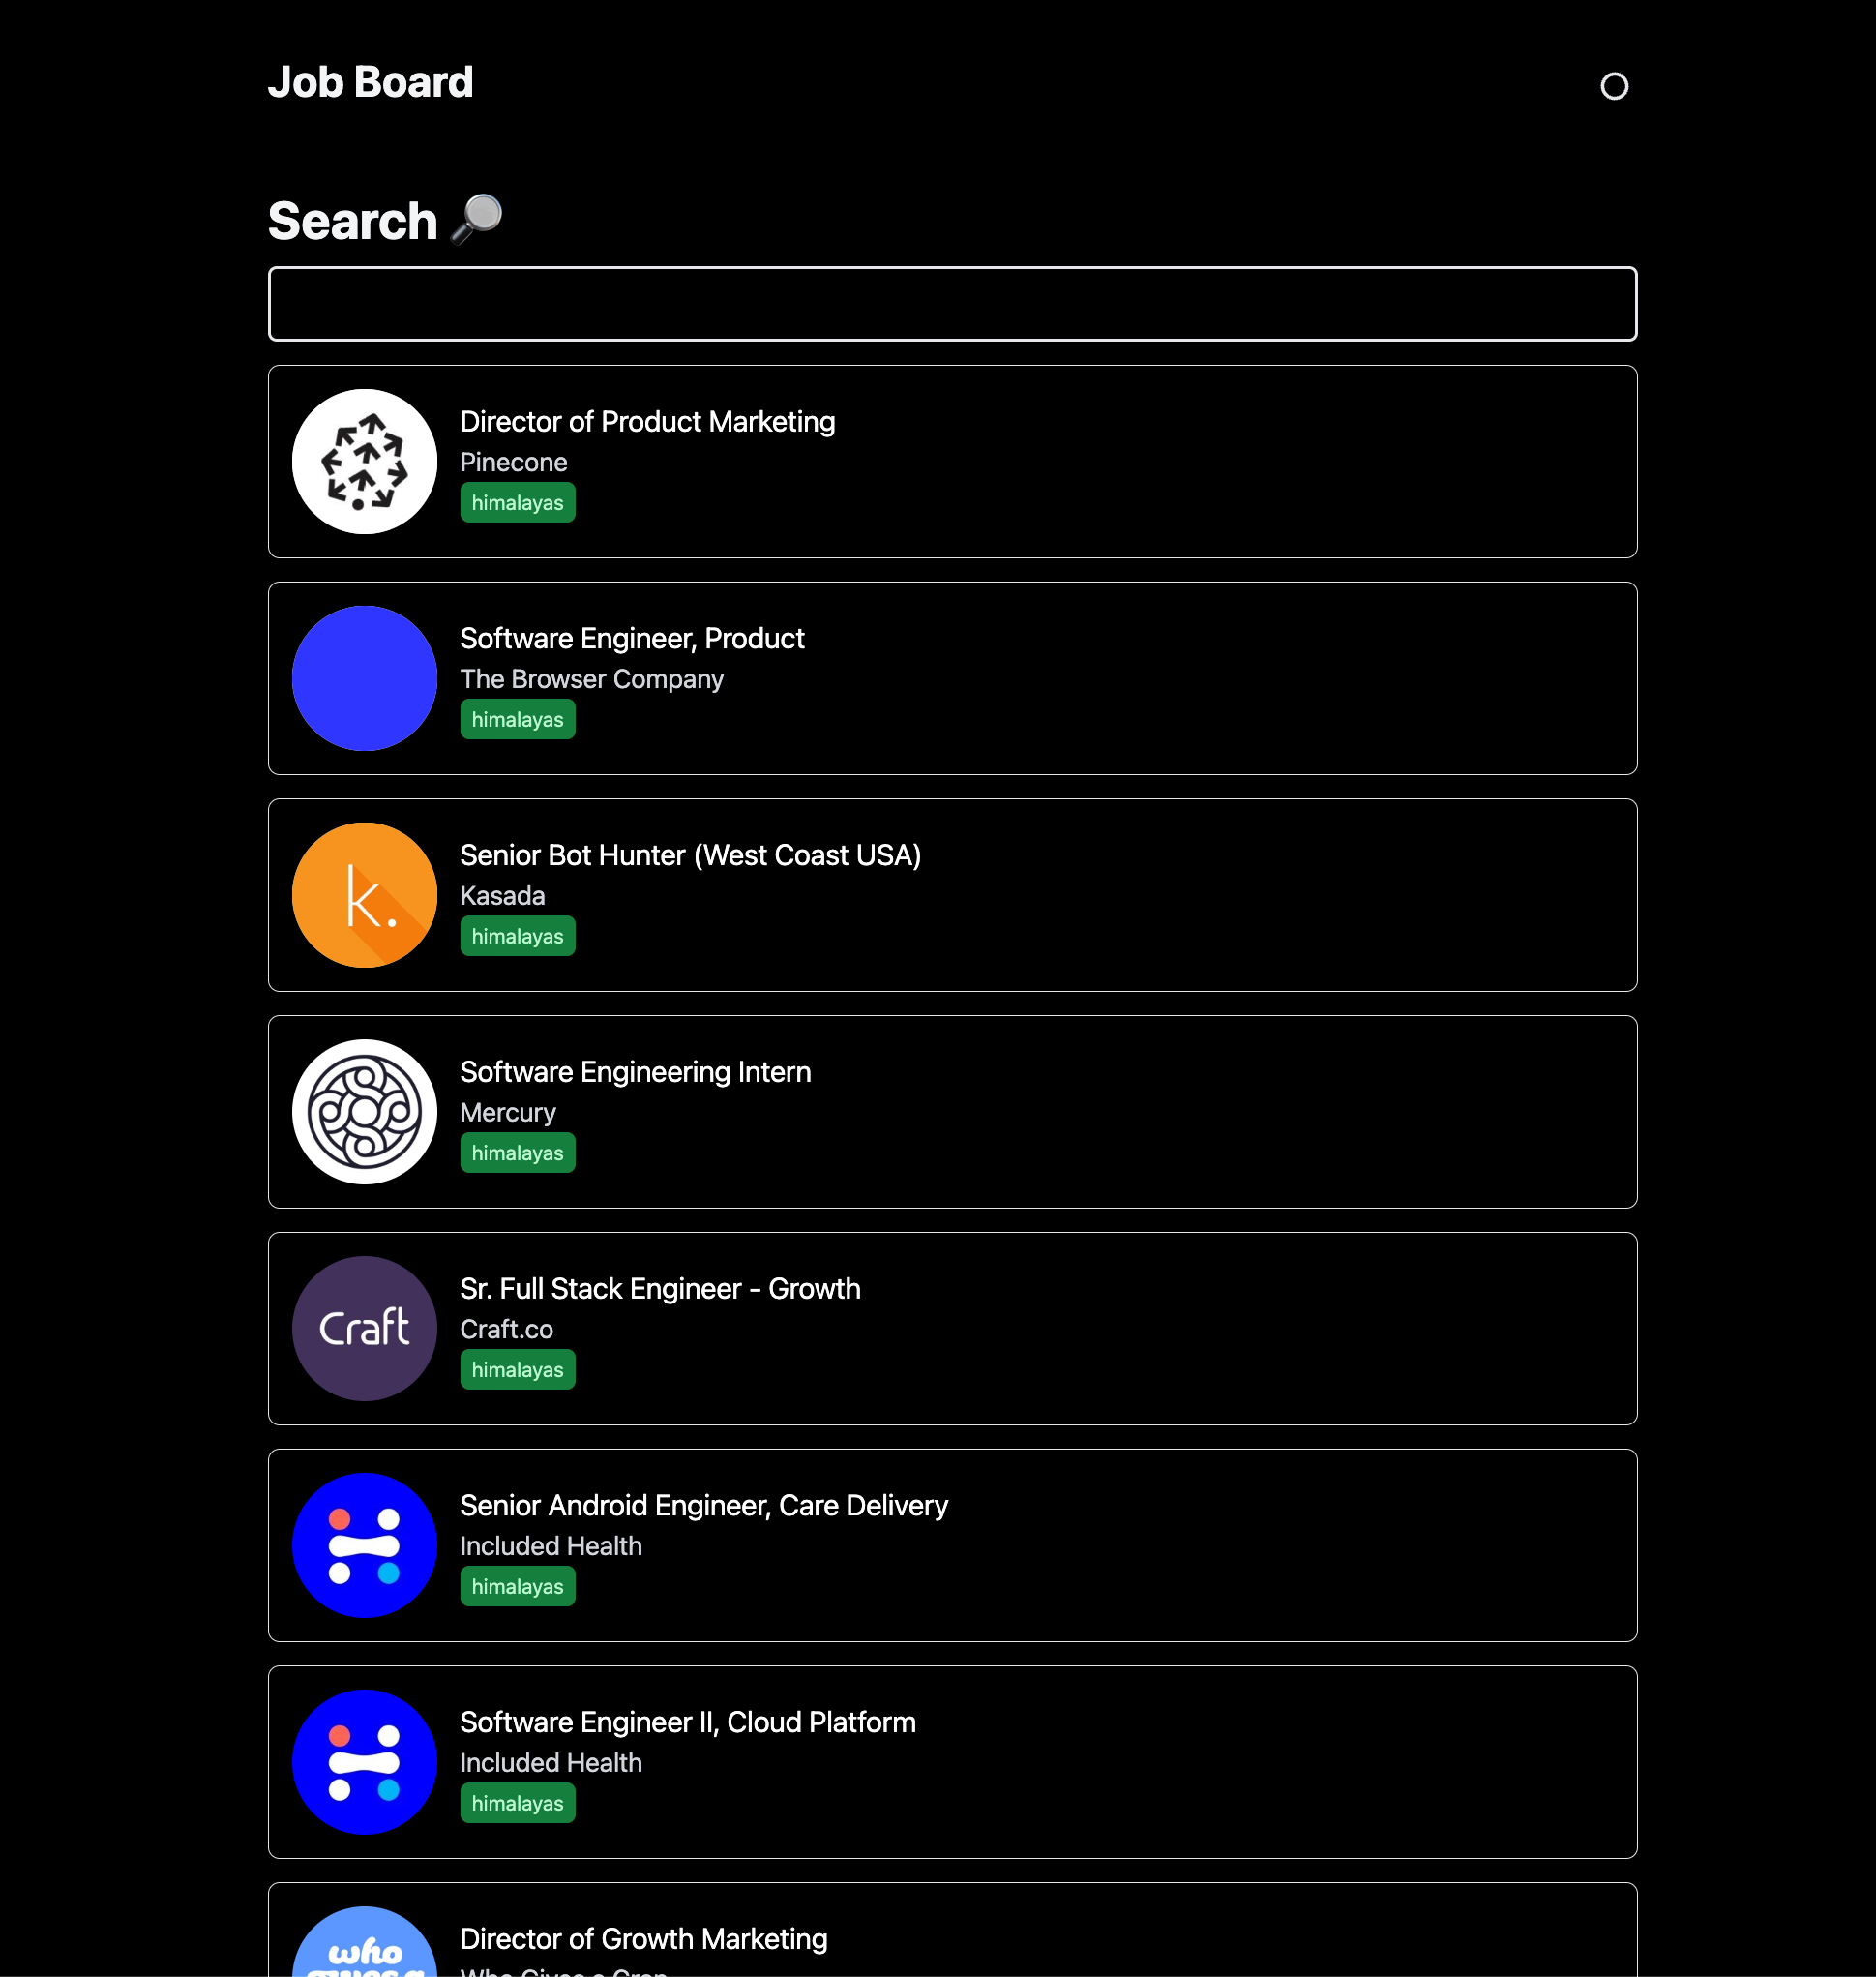 Job Board
Search 🔎
Director of Product Marketing
Pinecone
himalayas
Software Engineer, Product
The Browser Company
himalayas
k.
Senior Bot Hunter (West Coast USA)
Kasada
himalayas
Software Engineering Intern
Mercury
himalayas
Craft
Sr. Full Stack Engineer - Growth
Craft.co
himalayas
Senior Android Engineer, Care Delivery
Included Health
himalayas
Software Engineer II, Cloud Platform
Included Health
himalayas
who
Director of Growth Marketing
Who Gives a Crap